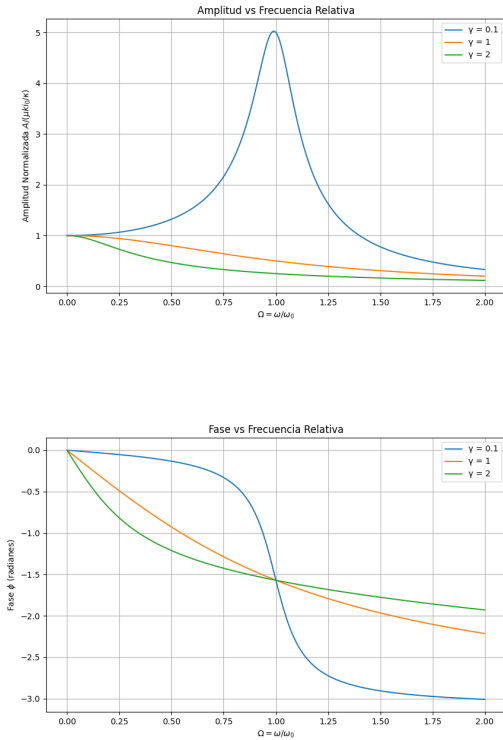 Amplitud vs Frecuencia Relativa
Amplitud Normalizada A/(μki₀/κ)
5
4
3
2
1
0
γ = 0.1
γ = 1
γ = 2
0.00 0.25 0.50 0.75 1.00 1.25 1.50 1.75 2.00
Ω = ω/ω₀
Fase vs Frecuencia Relativa
Fase ϕ (radianes)
0.0
−0.5
−1.0
−1.5
−2.0
−2.5
−3.0
γ = 0.1
γ = 1
γ = 2
0.00 0.25 0.50 0.75 1.00 1.25 1.50 1.75 2.00
Ω = ω/ω₀